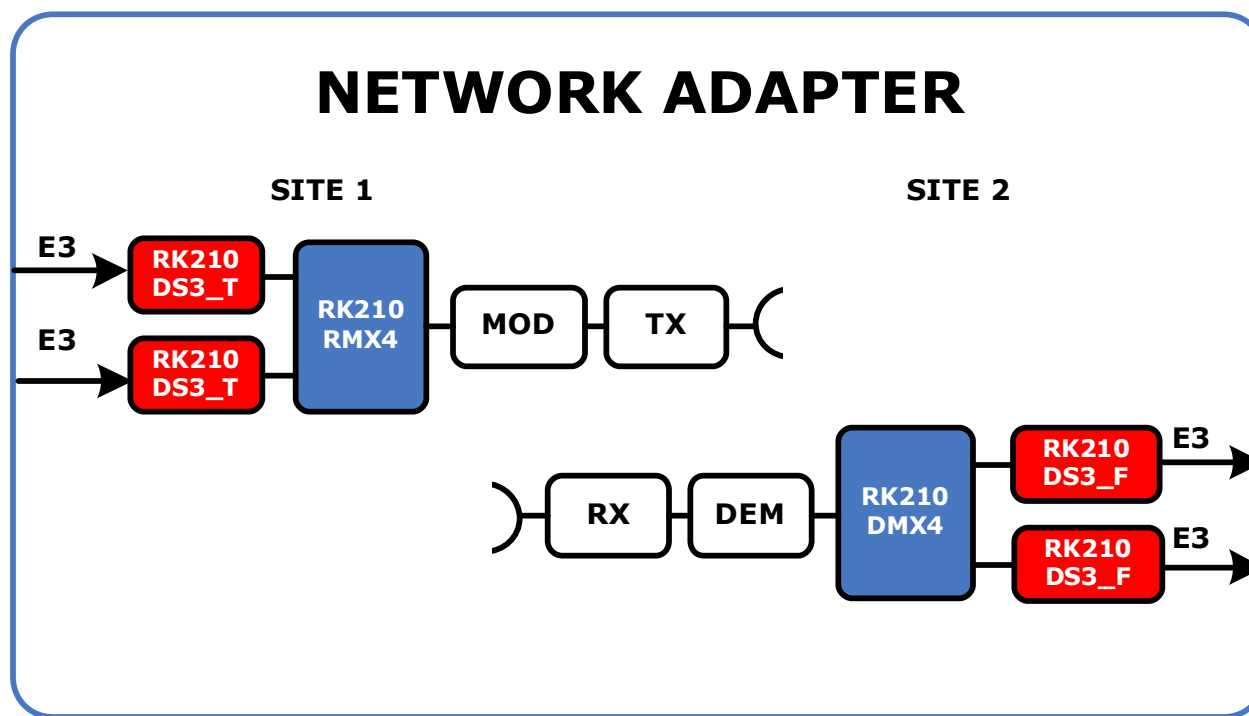 NETWORK ADAPTER
SITE 1
SITE 2
E3
RK210
DS3_T
E3
RK210
DS3_T
RK210
RMX4
MOD
TX
RX
DEM
RK210
DMX4
RK210
DS3_F
E3
RK210
DS3_F
E3